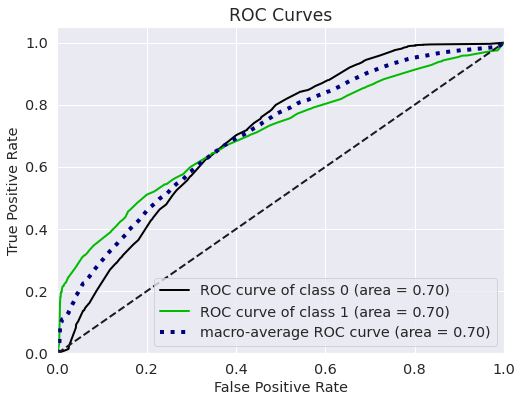 ROC Curves
True Positive Rate
1.0
0.8
0.6
0.4
0.2
0.0
ROC curve of class 0 (area = 0.70)
ROC curve of class 1 (area = 0.70)
macro-average ROC curve (area = 0.70)
0.0 0.2 0.4 0.6 0.8 1.0
False Positive Rate